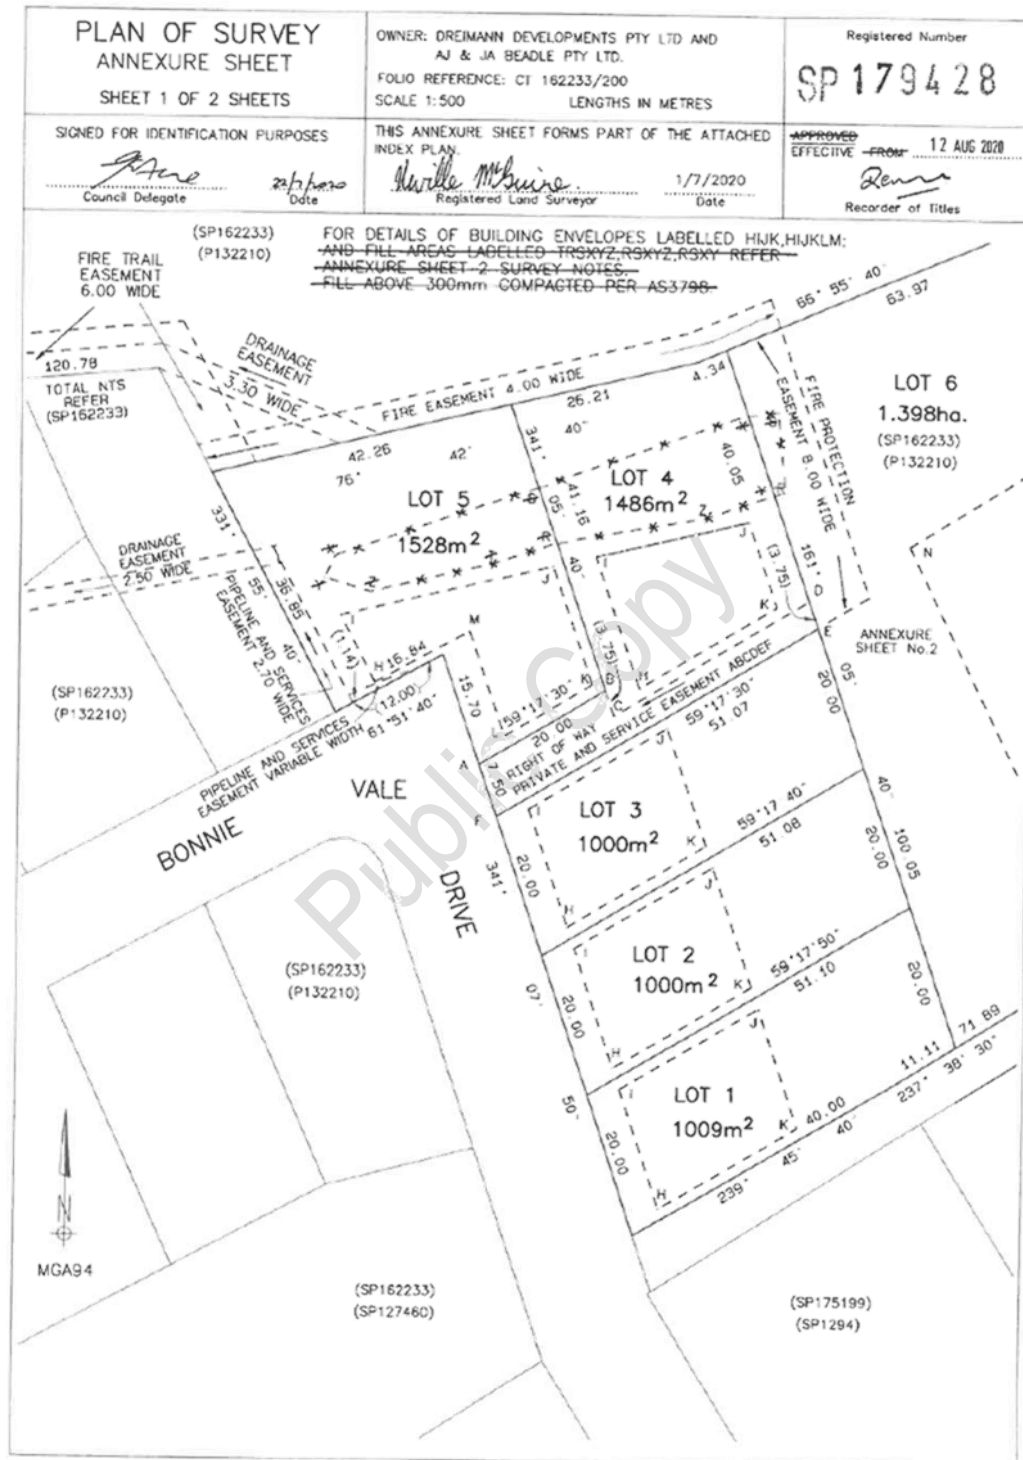 PLAN OF SURVEY
ANNEXURE SHEET
SHEET 1 OF 2 SHEETS
OWNER: DREIMANN DEVELOPMENTS PTY LTD AND
AJ & JA BEADLE PTY LTD.
FOLIO REFERENCE: CT 162233/200
SCALE 1:500 LENGTHS IN METRES
Registered Number
SP 179428
SIGNED FOR IDENTIFICATION PURPOSES
Council Delegate
Date
THIS ANNEXURE SHEET FORMS PART OF THE ATTACHED
INDEX PLAN.
Neville McGuire.
1/7/2020
Registered Land Surveyor
Date
APPROVED
EFFECTIVE FROM 12 AUG 2020
Recorder of Titles
(SP162233)
(P132210)
FOR DETAILS OF BUILDING ENVELOPES LABELLED HIJK,HIJKLM;
AND FILL AREAS LABELLED TRSXYZ,RSXYZ,RSXY REFER
ANNEXURE SHEET 2 SURVEY NOTES.
FILL ABOVE 300mm COMPACTED PER AS3798.
FIRE TRAIL
EASEMENT
6.00 WIDE
66° 55' 40"
63.97
DRAINAGE
EASEMENT
3.30 WIDE
120.78
TOTAL NTS
REFER
(SP162233)
FIRE EASEMENT 4.00 WIDE
4.34
26.21
40"
42.26
42'
76°
FIRE PROTECTION
EASEMENT 8.00 WIDE
LOT 6
1.398ha.
(SP162233)
(P132210)
341°
05'
40"
41.16
40.05
LOT 4
1486m²
Z
LOT 5
1528m²
331°
55'
40"
36.85
DRAINAGE
EASEMENT
2.50 WIDE
PIPELINE AND SERVICES
EASEMENT 2.70 WIDE
N
J
(3.75)
161°
D
K
E
I
J
M
(1.14)
H 16.84
(3.75)
H
ANNEXURE
SHEET No.2
05'
20.00
(SP162233)
(P132210)
(12.00)
61°51'40"
15.70
K
B
C
(59°17'30"
20.00
RIGHT OF WAY
PRIVATE AND SERVICE EASEMENT ABCDEF
59°17'30"
51.07
PIPELINE AND SERVICES
EASEMENT VARIABLE WIDTH
A
7.50
F
BONNIE
VALE
DRIVE
J
I
LOT 3
1000m²
K
H
59°17'40"
51.08
40"
100.05
20.00
20.00
341°
07'
50"
J
I
LOT 2
1000m²
K
H
59°17'50"
51.10
20.00
20.00
(SP162233)
(P132210)
J
I
LOT 1
1009m²
K
H
20.00
40.00
11.11
71.89
237° 38' 30"
239°
45'
40"
N
MGA94
(SP162233)
(SP127460)
(SP175199)
(SP1294)
Public Copy